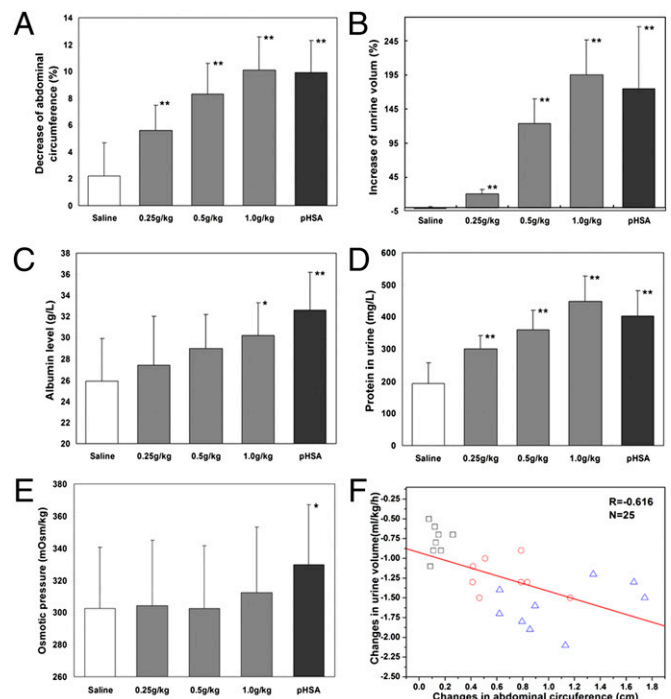 A
Decrease of abdominal
circumference (%)
14
12
10
8
6
4
2
0
**
**
**
**
Saline 0.25g/kg 0.5g/kg 1.0g/kg pHSA
B
Increase of unrine volum (%)
245
195
145
95
45
-5
**
**
**
**
Saline 0.25g/kg 0.5g/kg 1.0g/kg pHSA
C
Albumin level (g/L)
38
36
34
32
30
28
26
24
22
20
*
**
Saline 0.25g/kg 0.5g/kg 1.0g/kg pHSA
D
Protein in urine (mg/L)
600
500
400
300
200
100
0
**
**
**
**
Saline 0.25g/kg 0.5g/kg 1.0g/kg pHSA
E
Osmotic pressure (mOsm/kg)
380
360
340
320
300
280
260
*
Saline 0.25g/kg 0.5g/kg 1.0g/kg pHSA
F
Changes in urine volume(ml/kg/h)
-0.25
-0.50
-0.75
-1.00
-1.25
-1.50
-1.75
-2.00
-2.25
-2.50
R=-0.616
N=25
0.0 0.2 0.4 0.6 0.8 1.0 1.2 1.4 1.6 1.8
Changes in abdominal circuference (cm)